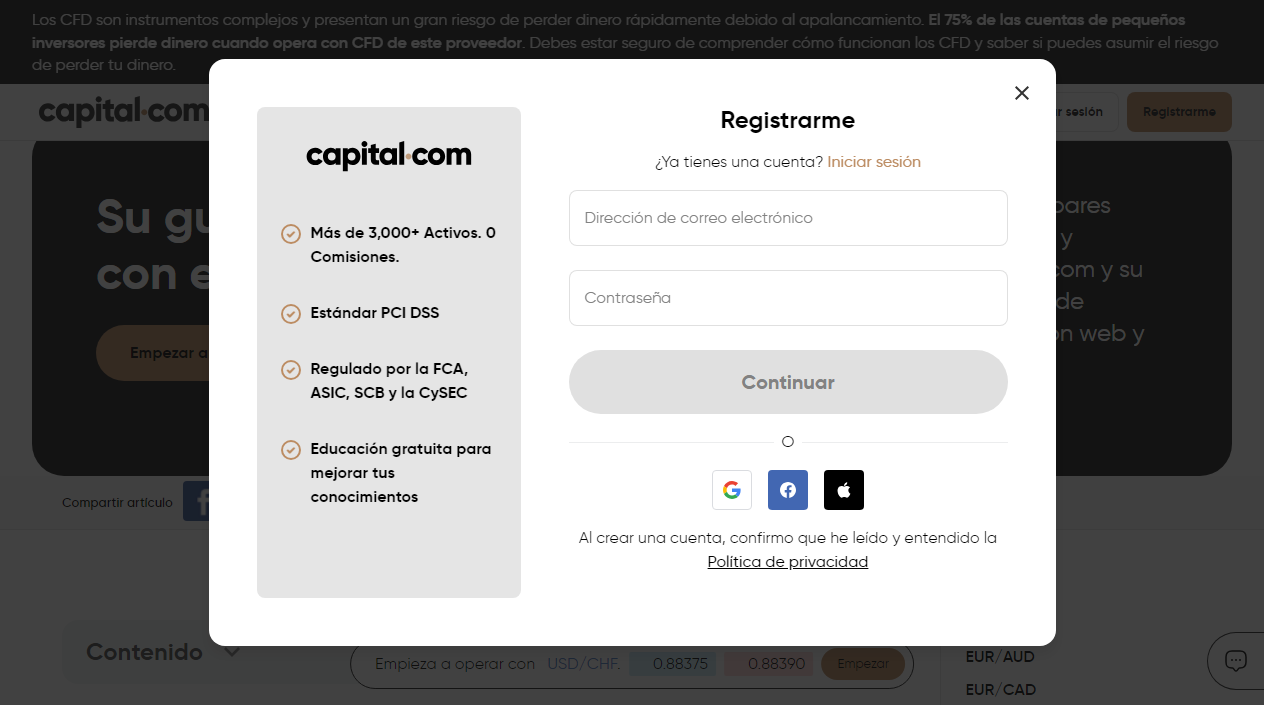 Los CFD son instrumentos complejos y presentan un gran riesgo de perder dinero rápidamente debido al apalancamiento. El 75% de las cuentas de pequeños
inversores pierde dinero cuando opera con CFD de este proveedor. Debes estar seguro de comprender cómo funcionan los CFD y saber si puedes asumir el riesgo
de perder tu dinero.
capital.com
sesión
Registrarme
Su
con
Empezar
y
com y su
de
web y
Compartir artículo
capital.com
Más de 3,000+ Activos. 0
Comisiones.
Estándar PCI DSS
Regulado por la FCA,
ASIC, SCB y la CySEC
Educación gratuita para
mejorar tus
conocimientos
Registrarme
¿Ya tienes una cuenta? Iniciar sesión
Dirección de correo electrónico
Contraseña
Continuar
O
Al crear una cuenta, confirmo que he leído y entendido la
Política de privacidad
Contenido
Empieza a operar con USD/CHF. 0.88375 0.88390 Empezar
EUR/AUD
EUR/CAD